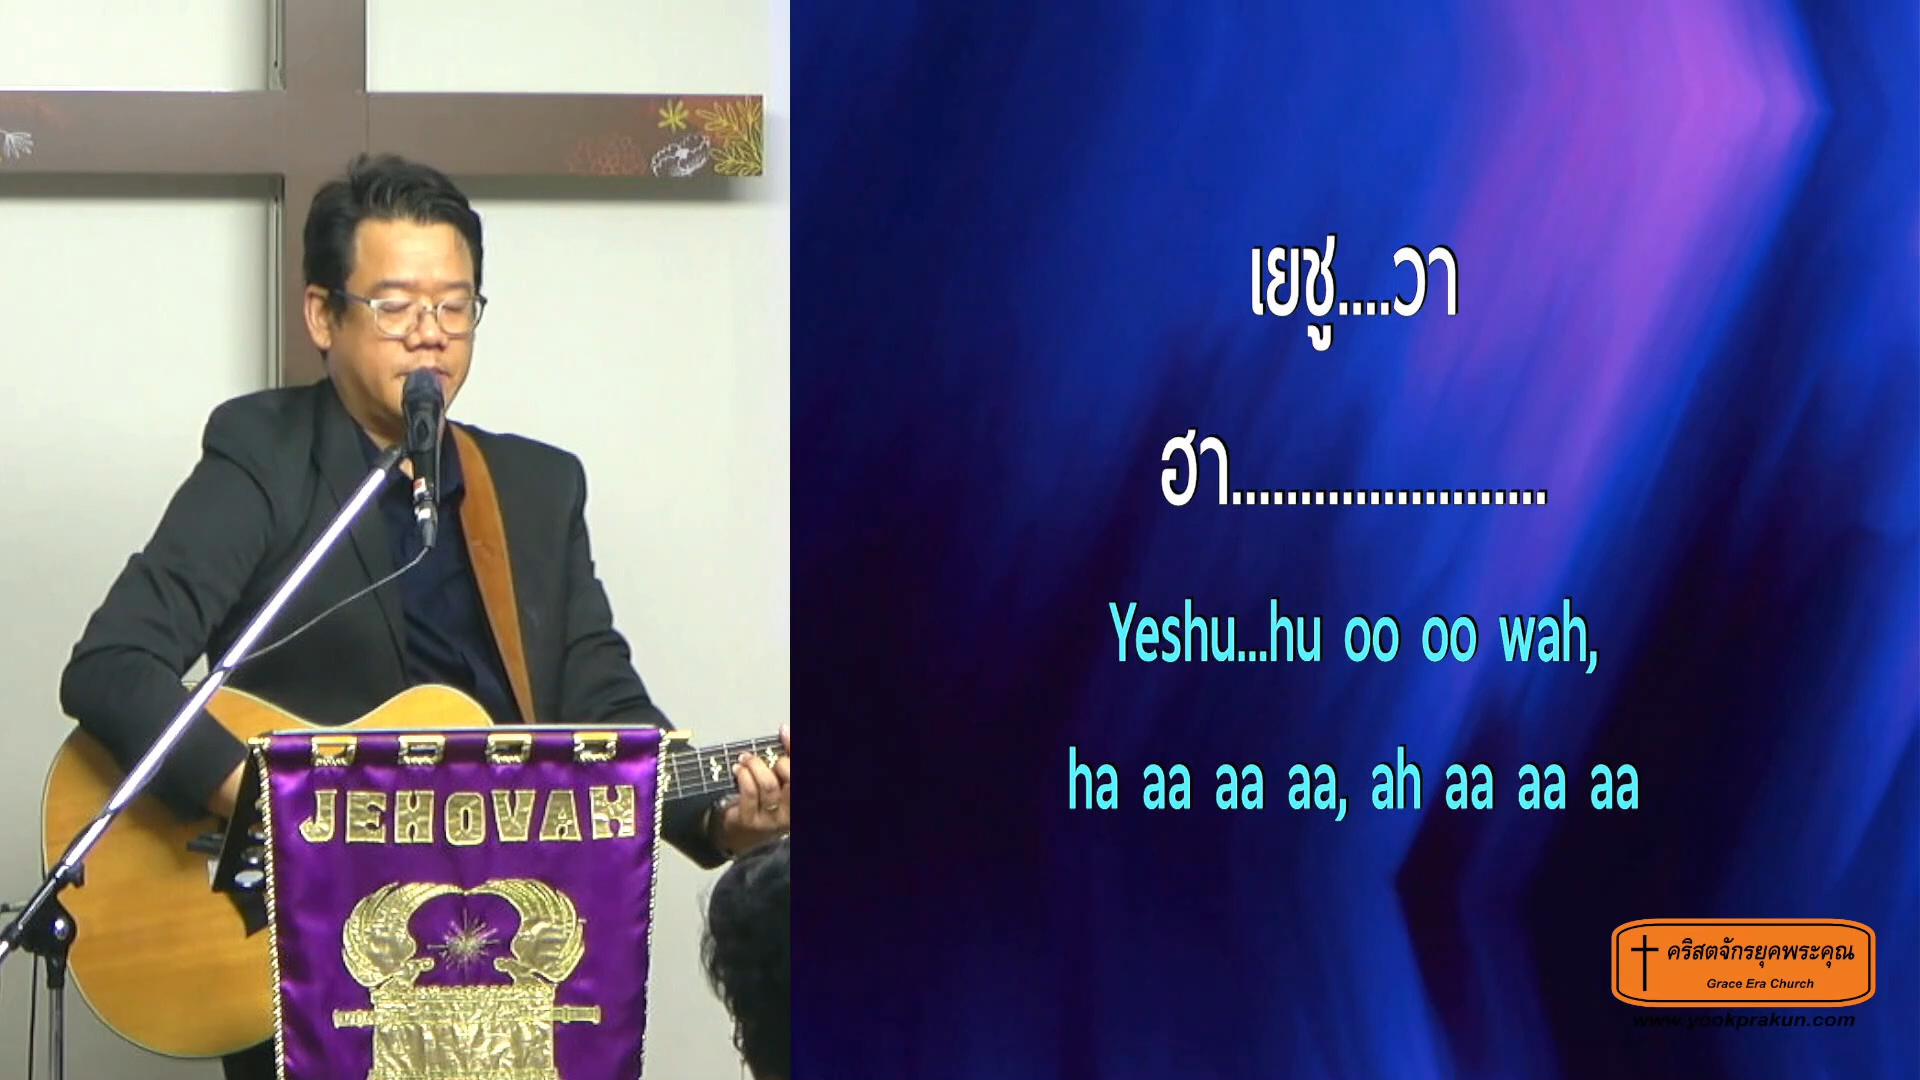 เยชู....วา
ฮา.......................
Yeshu...hu oo oo wah,
ha aa aa aa, ah aa aa aa
JEHOVAH
คริสตจักรยุคพระคุณ
Grace Era Church
www.yookprakun.com